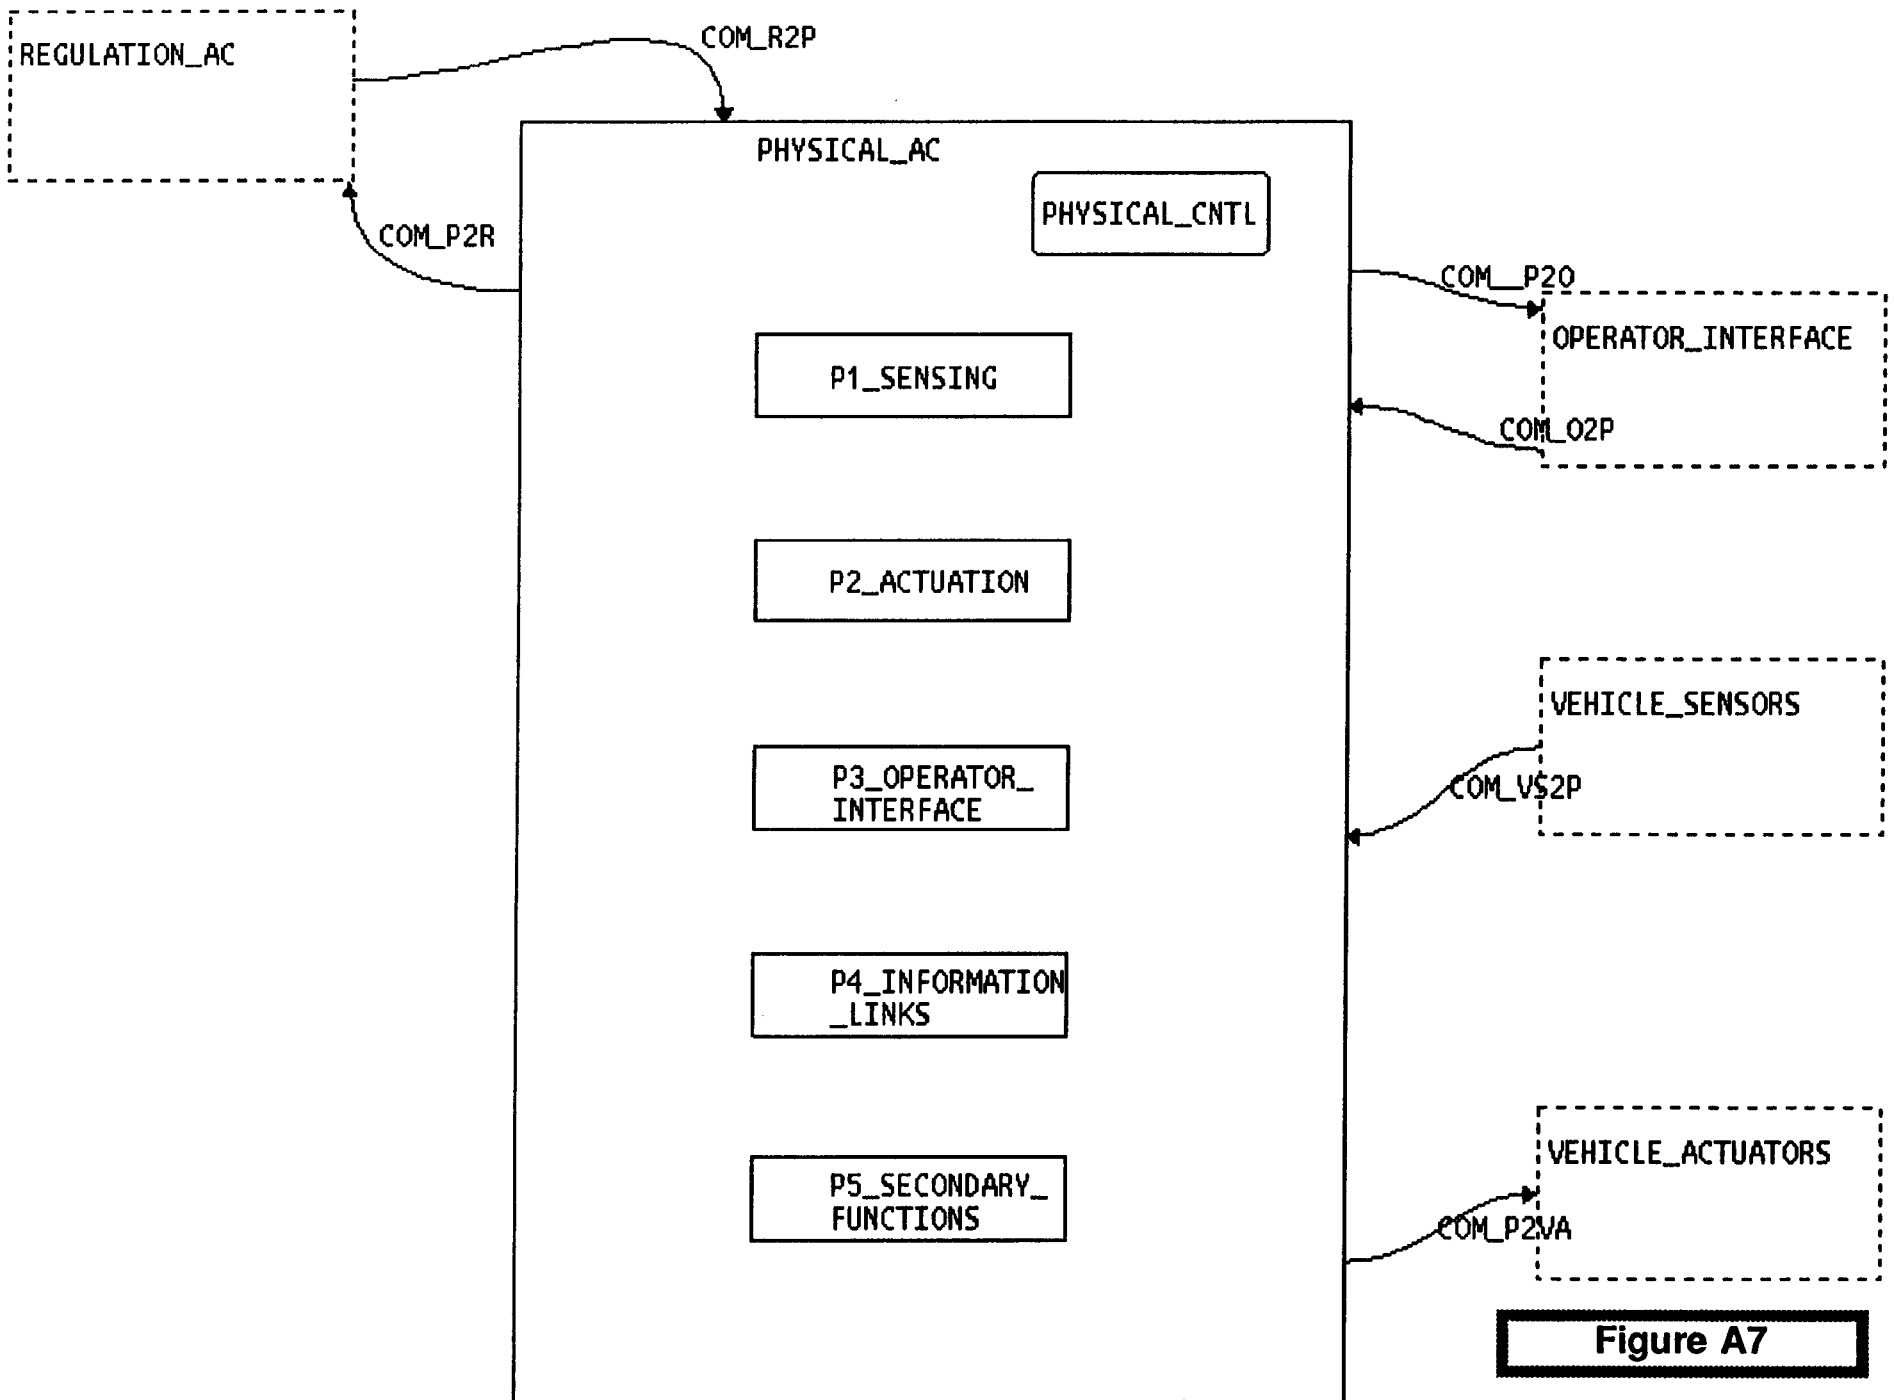 REGULATION_AC
COM_R2P
PHYSICAL_AC
PHYSICAL_CNTL
COM_P2R
COM__P2O
OPERATOR_INTERFACE
P1_SENSING
COM_O2P
P2_ACTUATION
VEHICLE_SENSORS
P3_OPERATOR_
INTERFACE
COM_VS2P
P4_INFORMATION
_LINKS
VEHICLE_ACTUATORS
P5_SECONDARY_
FUNCTIONS
COM_P2VA
Figure A7